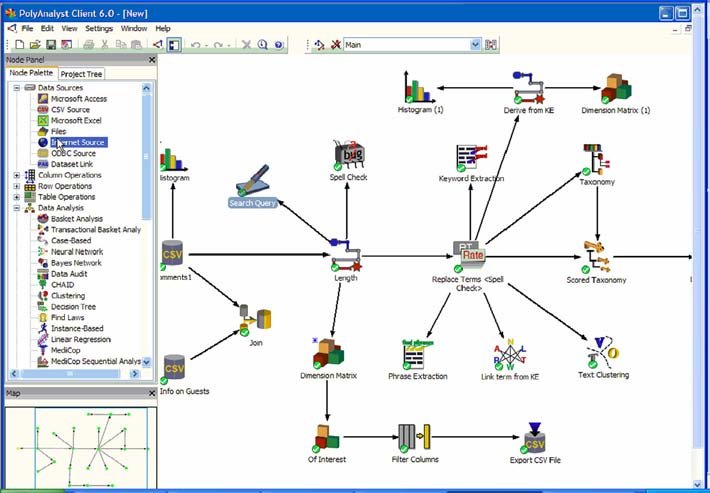 PolyAnalyst Client 6.0 - [New]
File Edit View Settings Window Help
Main
Node Panel
Node Palette Project Tree
Data Sources
Microsoft Access
CSV Source
Microsoft Excel
Files
Internet Source
ODBC Source
Dataset Link
Column Operations
Row Operations
Table Operations
Data Analysis
Basket Analysis
Transactional Basket Analy
Case-Based
Neural Network
Bayes Network
Data Audit
CHAID
Clustering
Decision Tree
Find Laws
Instance-Based
Linear Regression
MediCop
MediCop Sequential Analys
Map
Histogram (1)
Derive from KE
Dimension Matrix (1)
istogram
Search Query
bug
Spell Check
Keyword Extraction
Taxonomy
CSV
omments1
Length
Rate
Replace Terms <Spell
Check>
Scored Taxonomy
Join
CSV
Info on Guests
Dimension Matrix
Phrase Extraction
Link term from KE
Text Clustering
Of Interest
Filter Columns
CSV
Export CSV File